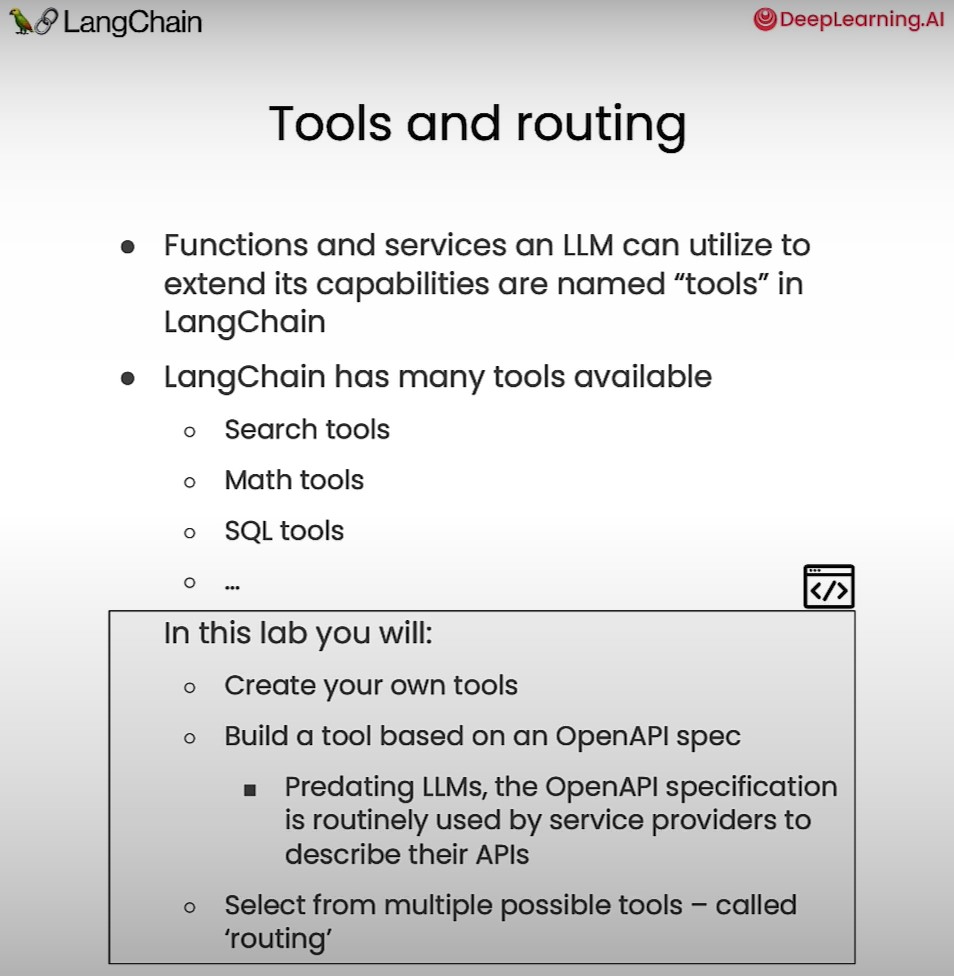 LangChain
DeepLearning.AI
Tools and routing
● Functions and services an LLM can utilize to
extend its capabilities are named “tools” in
LangChain
● LangChain has many tools available
○ Search tools
○ Math tools
○ SQL tools
○ ...
</>
In this lab you will:
○ Create your own tools
○ Build a tool based on an OpenAPI spec
■ Predating LLMs, the OpenAPI specification
is routinely used by service providers to
describe their APIs
○ Select from multiple possible tools – called
‘routing’